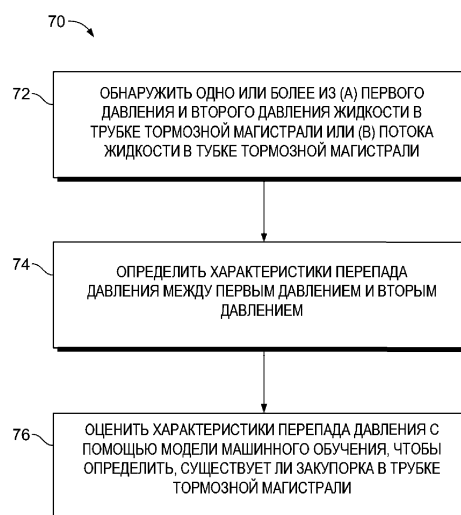 70
72
ОБНАРУЖИТЬ ОДНО ИЛИ БОЛЕЕ ИЗ (А) ПЕРВОГО
ДАВЛЕНИЯ И ВТОРОГО ДАВЛЕНИЯ ЖИДКОСТИ В
ТРУБКЕ ТОРМОЗНОЙ МАГИСТРАЛИ ИЛИ (В) ПОТОКА
ЖИДКОСТИ В ТУБКЕ ТОРМОЗНОЙ МАГИСТРАЛИ
74
ОПРЕДЕЛИТЬ ХАРАКТЕРИСТИКИ ПЕРЕПАДА
ДАВЛЕНИЯ МЕЖДУ ПЕРВЫМ ДАВЛЕНИЕМ И ВТОРЫМ
ДАВЛЕНИЕМ
76
ОЦЕНИТЬ ХАРАКТЕРИСТИКИ ПЕРЕПАДА ДАВЛЕНИЯ С
ПОМОЩЬЮ МОДЕЛИ МАШИННОГО ОБУЧЕНИЯ, ЧТОБЫ
ОПРЕДЕЛИТЬ, СУЩЕСТВУЕТ ЛИ ЗАКУПОРКА В ТРУБКЕ
ТОРМОЗНОЙ МАГИСТРАЛИ